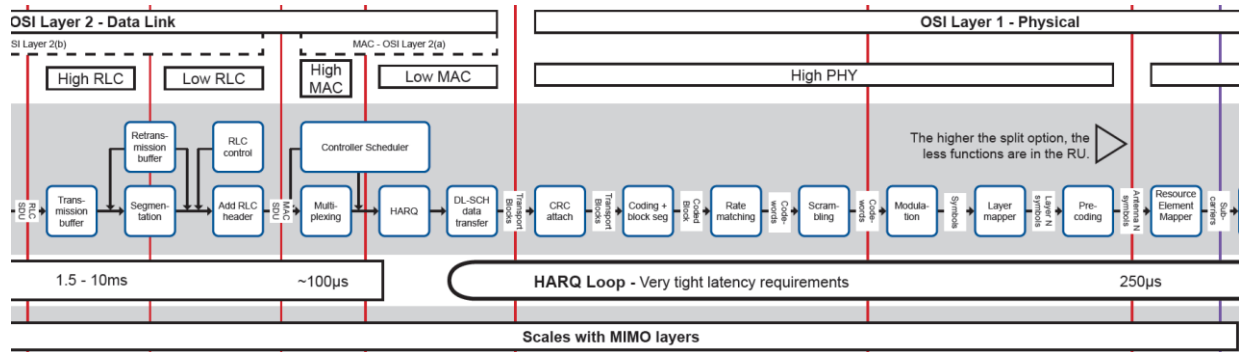 OSI Layer 2 - Data Link
OSI Layer 1 - Physical
SI Layer 2(b)
MAC - OSI Layer 2(a)
High RLC
Low RLC
High
MAC
Low MAC
High PHY
The higher the split option, the
less functions are in the RU.
Retrans-
mission
buffer
RLC
control
Controller Scheduler
RLC
SDU
Trans-
mission
buffer
Segmen-
tation
Add RLC
header
MAC
SDU
Multi-
plexing
HARQ
DL-SCH
data
transfer
Transport
Blocks
CRC
attach
Transport
Blocks
Coding +
block seg
Coded
Block
Rate
matching
Code-
words
Scram-
bling
Code-
words
Modula-
tion
Symbols
Layer
mapper
Layer N
symbols
Pre-
coding
Antenna N
symbols
Resource
Element
Mapper
Sub-
carriers
1.5 - 10ms
~100µs
HARQ Loop - Very tight latency requirements
250µs
Scales with MIMO layers